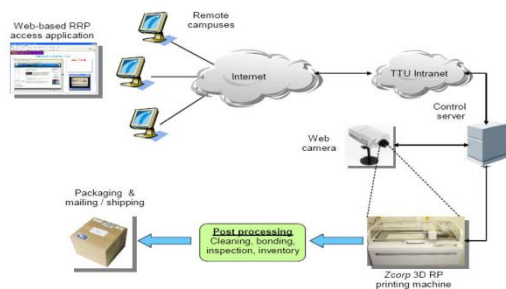 Web-based RRP
access application
Remote
campuses
Internet
TTU Intranet
Control
server
Web
camera
Packaging &
mailing / shipping
Post processing
Cleaning, bonding,
inspection, inventory
Zcorp 3D RP
printing machine